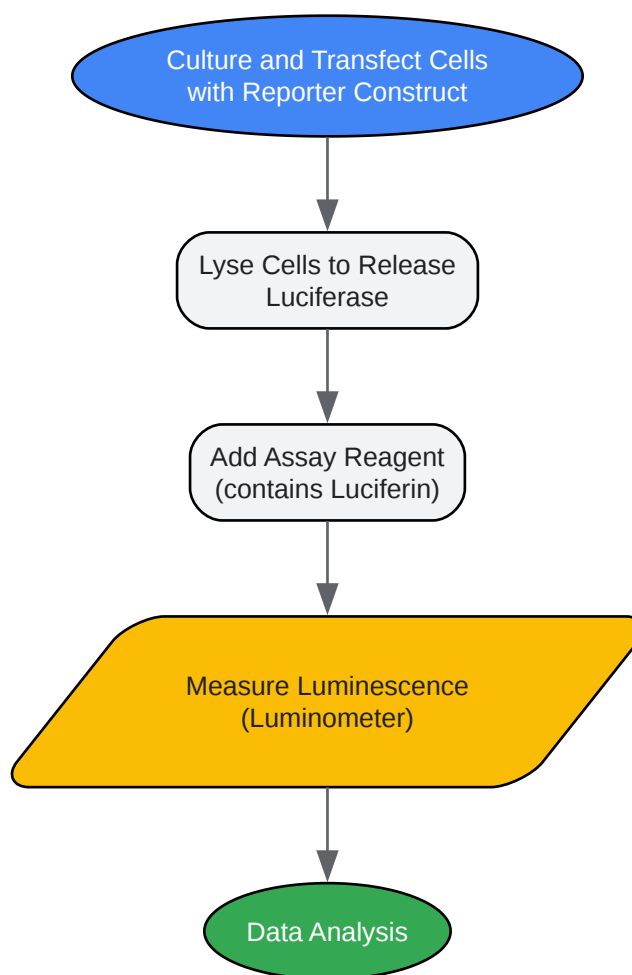 Culture and Transfect Cells
with Reporter Construct
Lyse Cells to Release
Luciferase
Add Assay Reagent
(contains Luciferin)
Measure Luminescence
(Luminometer)
Data Analysis